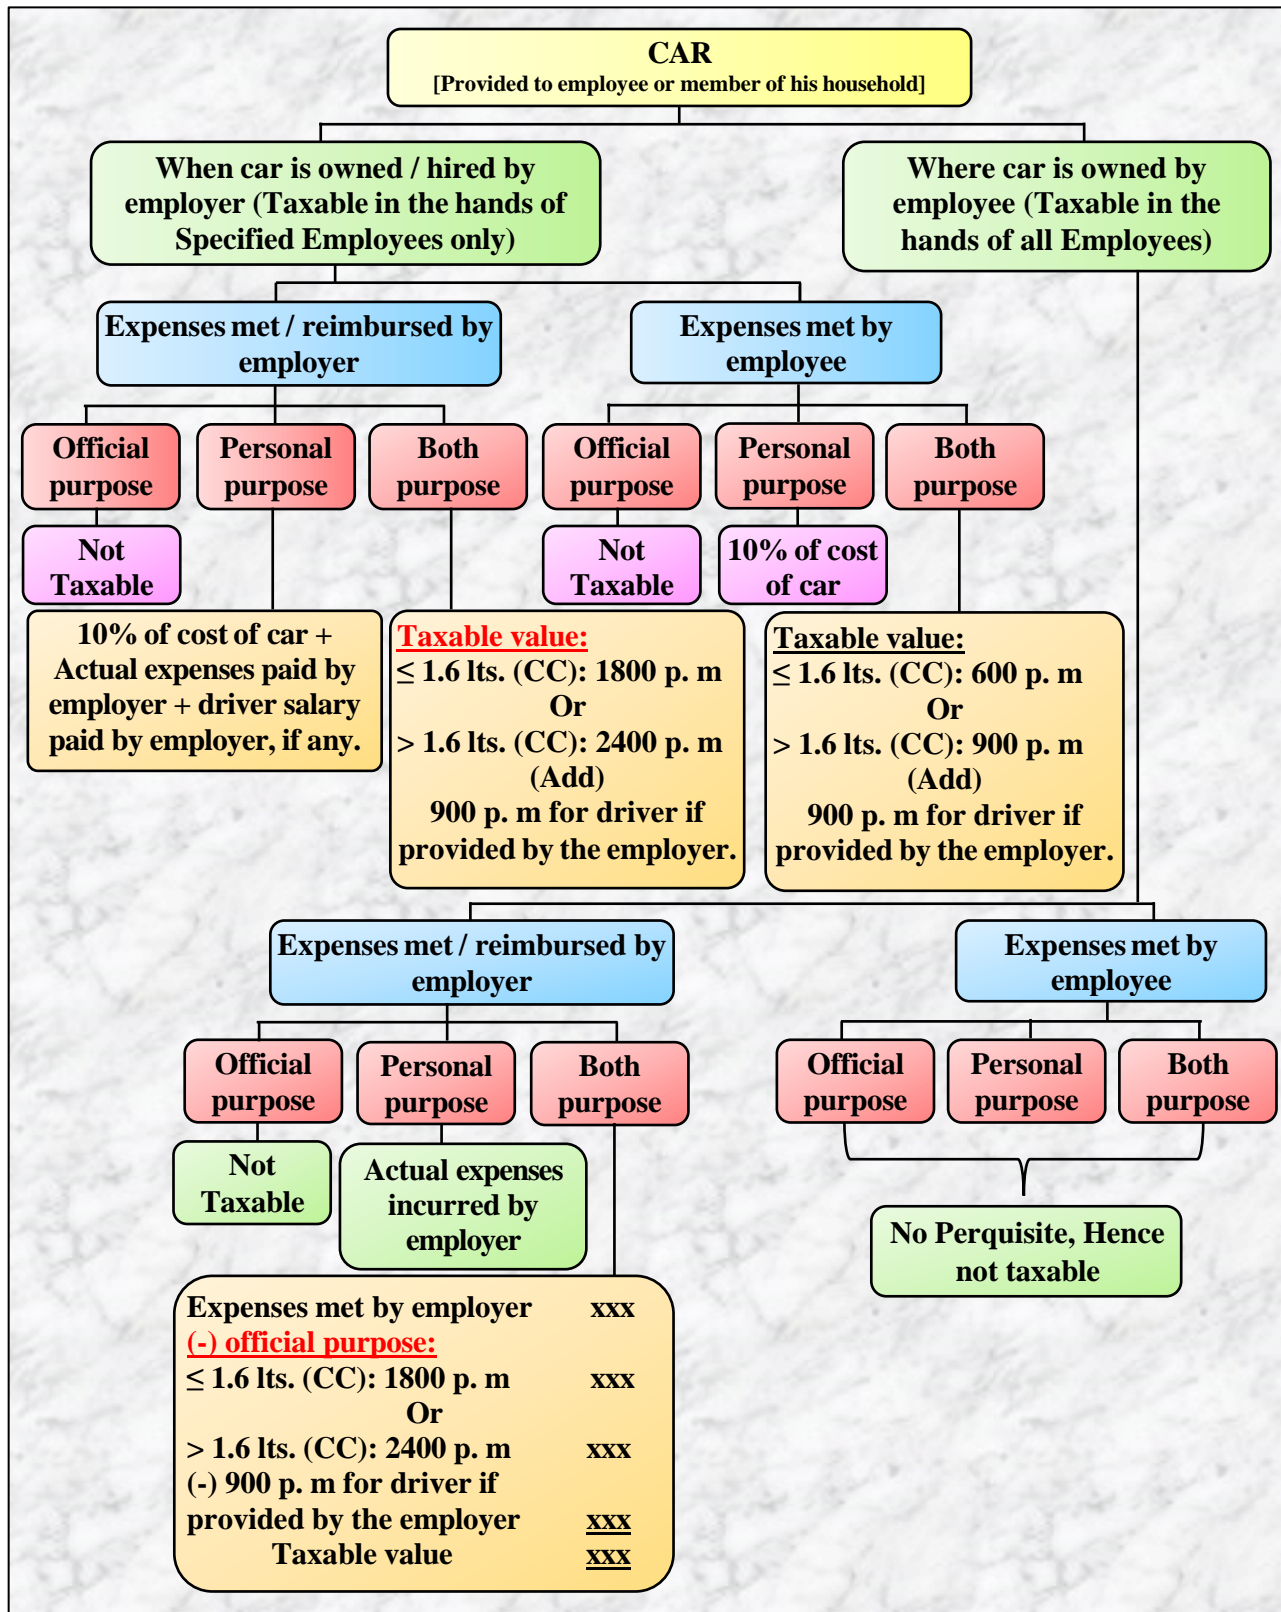 CAR
[Provided to employee or member of his household]
When car is owned / hired by
employer (Taxable in the hands of
Specified Employees only)
Where car is owned by
employee (Taxable in the
hands of all Employees)
Expenses met / reimbursed by
employer
Expenses met by
employee
Official
purpose
Personal
purpose
Both
purpose
Official
purpose
Personal
purpose
Both
purpose
Not
Taxable
Not
Taxable
10% of cost
of car
10% of cost of car +
Actual expenses paid by
employer + driver salary
paid by employer, if any.
Taxable value:
≤ 1.6 lts. (CC): 1800 p. m
Or
> 1.6 lts. (CC): 2400 p. m
(Add)
900 p. m for driver if
provided by the employer.
Taxable value:
≤ 1.6 lts. (CC): 600 p. m
Or
> 1.6 lts. (CC): 900 p. m
(Add)
900 p. m for driver if
provided by the employer.
Expenses met / reimbursed by
employer
Expenses met by
employee
Official
purpose
Personal
purpose
Both
purpose
Official
purpose
Personal
purpose
Both
purpose
Not
Taxable
Actual expenses
incurred by
employer
No Perquisite, Hence
not taxable
Expenses met by employer xxx
(-) official purpose:
≤ 1.6 lts. (CC): 1800 p. m xxx
Or
> 1.6 lts. (CC): 2400 p. m xxx
(-) 900 p. m for driver if
provided by the employer xxx
Taxable value xxx